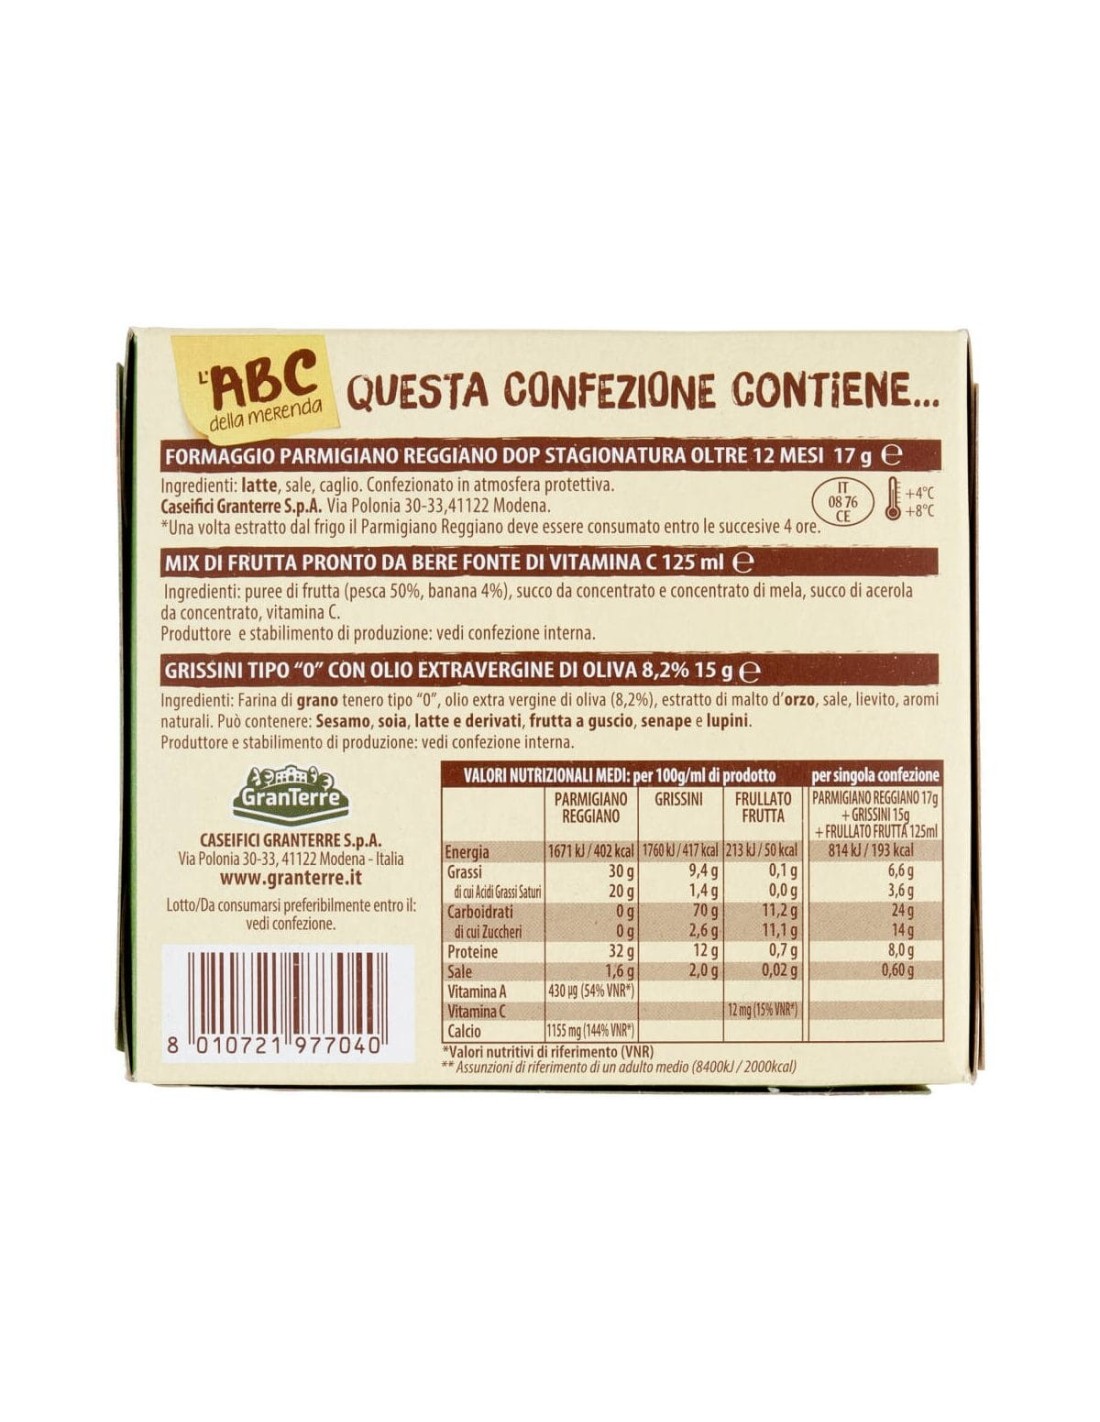 L'ABC
della merenda
QUESTA CONFEZIONE CONTIENE...
FORMAGGIO PARMIGIANO REGGIANO DOP STAGIONATURA OLTRE 12 MESI 17 g ℮
Ingredienti: latte, sale, caglio. Confezionato in atmosfera protettiva.
Caseifici Granterre S.p.A. Via Polonia 30-33,41122 Modena.
*Una volta estratto dal frigo il Parmigiano Reggiano deve essere consumato entro le succesive 4 ore.
IT
08 76
CE
+4°C
+8°C
MIX DI FRUTTA PRONTO DA BERE FONTE DI VITAMINA C 125 ml ℮
Ingredienti: puree di frutta (pesca 50%, banana 4%), succo da concentrato e concentrato di mela, succo di acerola
da concentrato, vitamina C.
Produttore e stabilimento di produzione: vedi confezione interna.
GRISSINI TIPO "0" CON OLIO EXTRAVERGINE DI OLIVA 8,2% 15 g ℮
Ingredienti: Farina di grano tenero tipo "0", olio extra vergine di oliva (8,2%), estratto di malto d'orzo, sale, lievito, aromi
naturali. Può contenere: Sesamo, soia, latte e derivati, frutta a guscio, senape e lupini.
Produttore e stabilimento di produzione: vedi confezione interna.
GranTerre
CASEIFICI GRANTERRE S.p.A.
Via Polonia 30-33, 41122 Modena - Italia
www.granterre.it
Lotto/Da consumarsi preferibilmente entro il:
vedi confezione.
8 010721 977040
VALORI NUTRIZIONALI MEDI: per 100g/ml di prodotto per singola confezione
PARMIGIANO REGGIANO GRISSINI FRULLATO FRUTTA PARMIGIANO REGGIANO 17g + GRISSINI 15g + FRULLATO FRUTTA 125ml
Energia 1671 kJ / 402 kcal 1760 kJ / 417 kcal 213 kJ / 50 kcal 814 kJ / 193 kcal
Grassi 30 g 9,4 g 0,1 g 6,6 g
di cui Acidi Grassi Saturi 20 g 1,4 g 0,0 g 3,6 g
Carboidrati 0 g 70 g 11,2 g 24 g
di cui Zuccheri 0 g 2,6 g 11,1 g 14 g
Proteine 32 g 12 g 0,7 g 8,0 g
Sale 1,6 g 2,0 g 0,02 g 0,60 g
Vitamina A 430 µg (54% VNR*)
Vitamina C 12 mg (15% VNR*)
Calcio 1155 mg (144% VNR*)
*Valori nutritivi di riferimento (VNR)
** Assunzioni di riferimento di un adulto medio (8400kJ / 2000kcal)